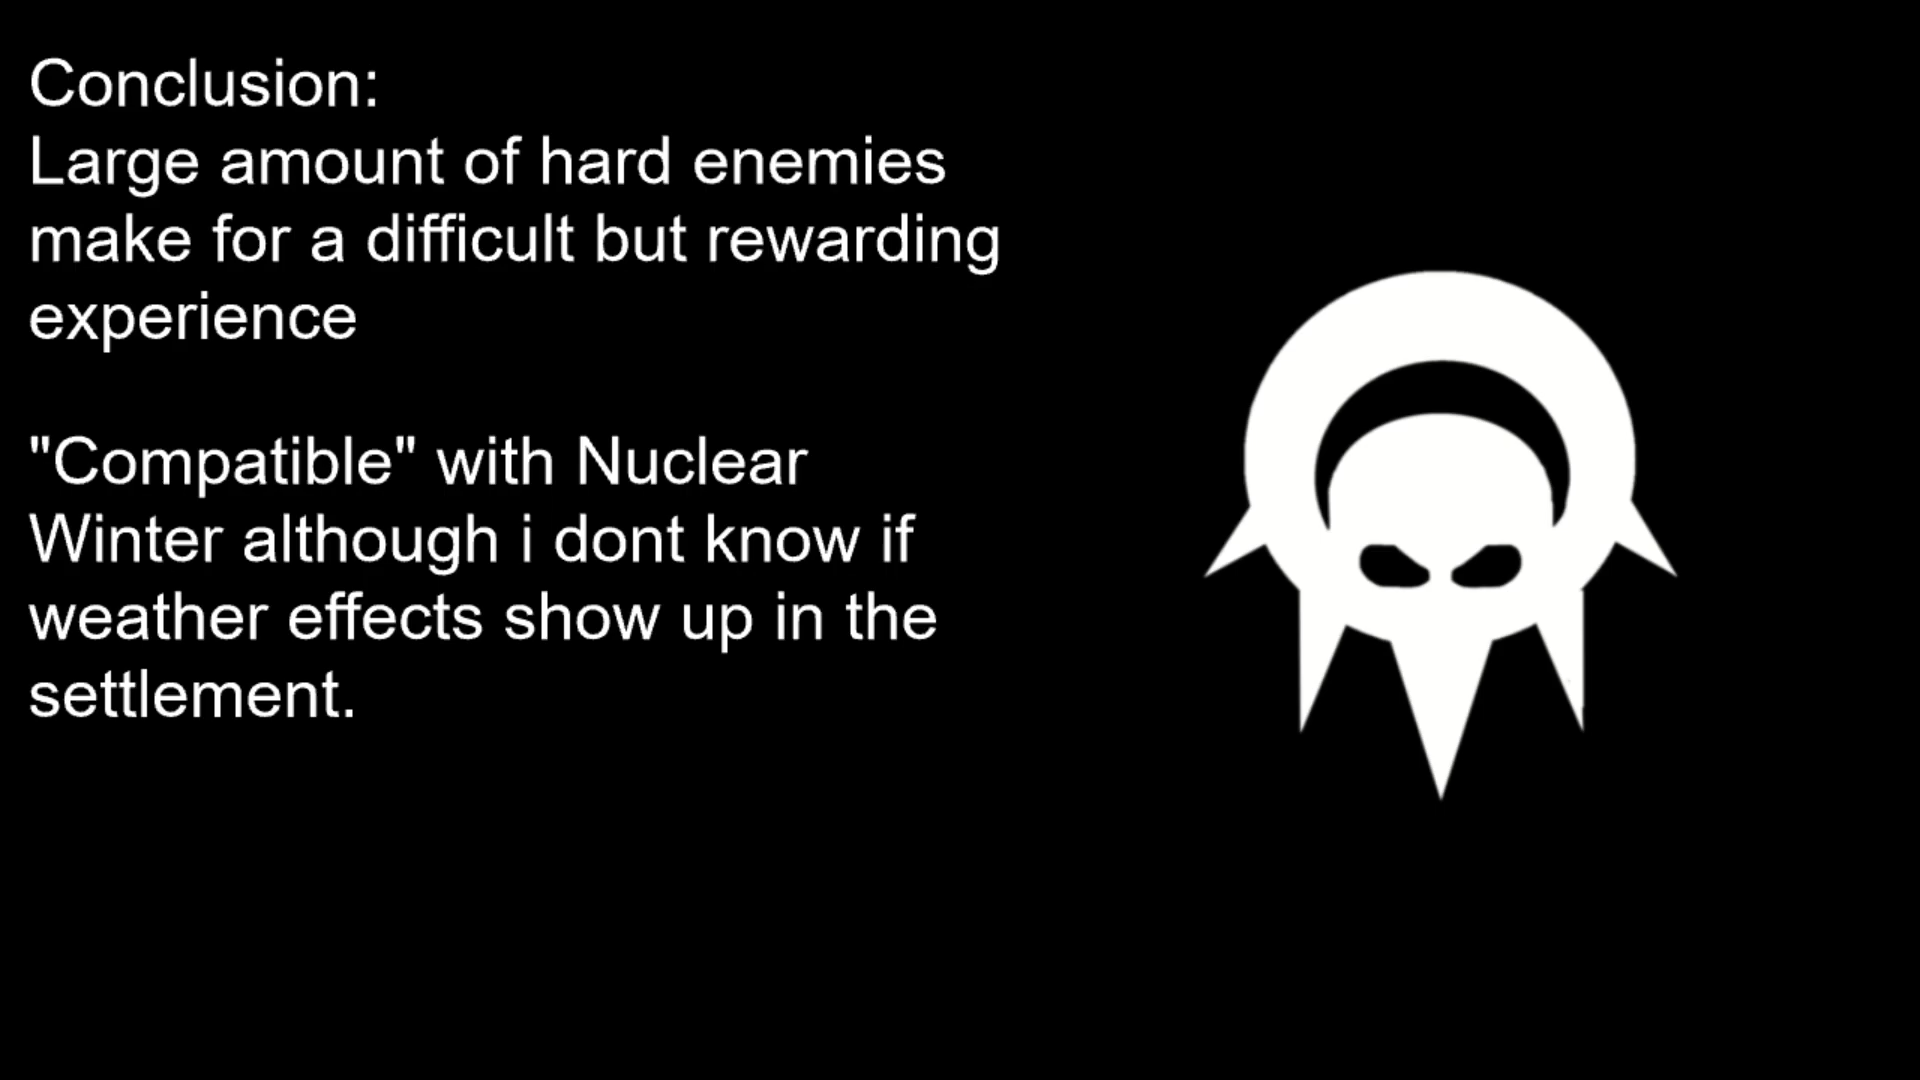 Conclusion:
Large amount of hard enemies
make for a difficult but rewarding
experience
"Compatible" with Nuclear
Winter although i dont know if
weather effects show up in the
settlement.